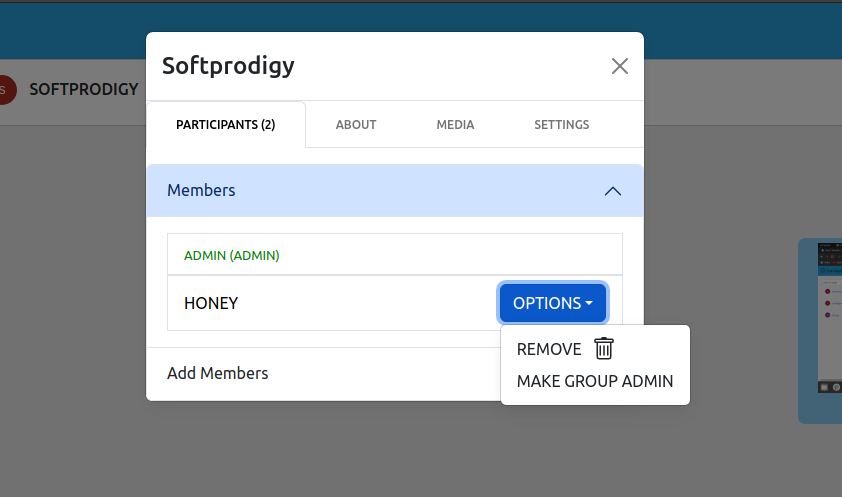 Softprodigy
S SOFTPRODIGY
PARTICIPANTS (2) ABOUT MEDIA SETTINGS
Members
ADMIN (ADMIN)
HONEY OPTIONS
REMOVE
MAKE GROUP ADMIN
Add Members